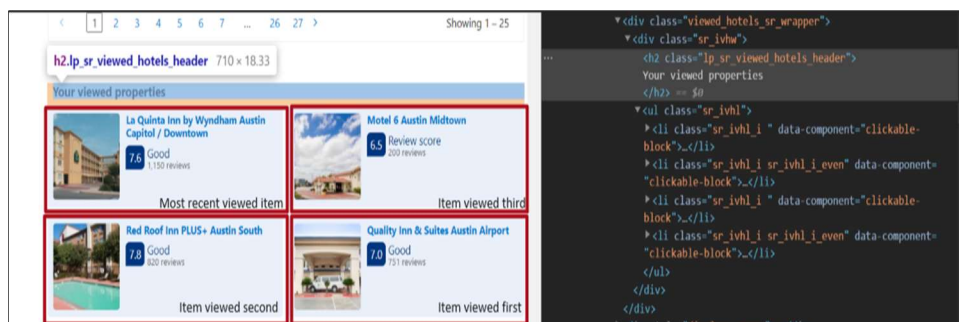 < 1 2 3 4 5 6 7 ... 26 27 >
Showing 1 – 25
h2.lp_sr_viewed_hotels_header 710 × 18.33
Your viewed properties
La Quinta Inn by Wyndham Austin
Capitol / Downtown
7.6 Good
1,150 reviews
Most recent viewed item
Motel 6 Austin Midtown
6.5 Review score
200 reviews
Item viewed third
Red Roof Inn PLUS+ Austin South
7.8 Good
820 reviews
Item viewed second
Quality Inn & Suites Austin Airport
7.0 Good
751 reviews
Item viewed first
▼<div class="viewed_hotels_sr_wrapper">
▼<div class="sr_ivhw">
... <h2 class="lp_sr_viewed_hotels_header">
Your viewed properties
</h2> == $0
▼<ul class="sr_ivhl">
▶<li class="sr_ivhl_i " data-component="clickable-
block">…</li>
▶<li class="sr_ivhl_i sr_ivhl_i_even" data-component=
"clickable-block">…</li>
▶<li class="sr_ivhl_i " data-component="clickable-
block">…</li>
▶<li class="sr_ivhl_i sr_ivhl_i_even" data-component=
"clickable-block">…</li>
</ul>
</div>
</div>